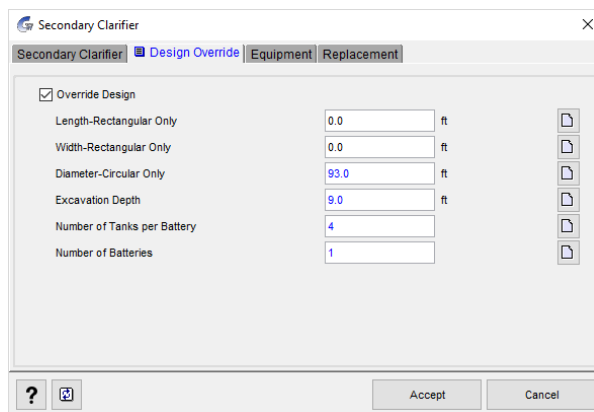 Secondary Clarifier
Secondary Clarifier Design Override Equipment Replacement
Override Design
Length-Rectangular Only 0.0 ft
Width-Rectangular Only 0.0 ft
Diameter-Circular Only 93.0 ft
Excavation Depth 9.0 ft
Number of Tanks per Battery 4
Number of Batteries 1
? Accept Cancel